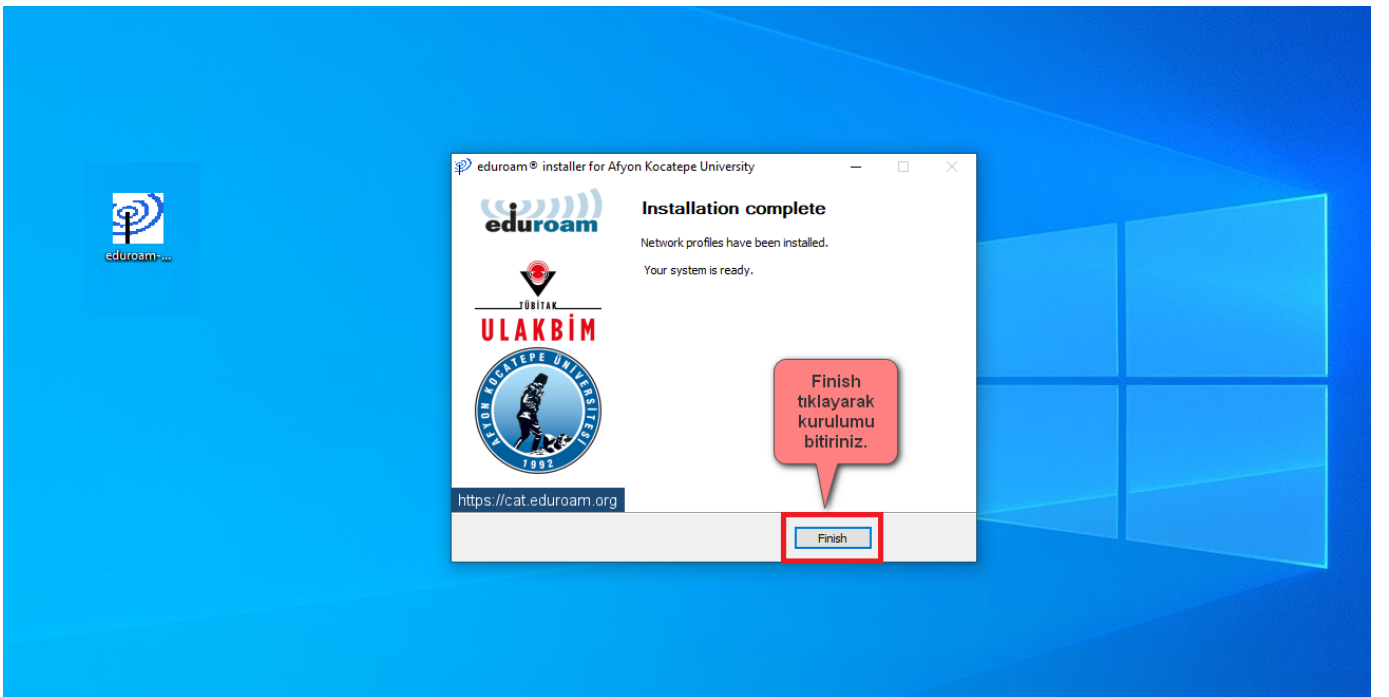 eduroam® installer for Afyon Kocatepe University
eduroam
Installation complete
Network profiles have been installed.
Your system is ready.
eduroam-...
TÜBİTAK
ULAKBİM
AFYON KOCATEPE ÜNİVERSİTESİ
1992
Finish
tıklayarak
kurulumu
bitiriniz.
https://cat.eduroam.org
Finish